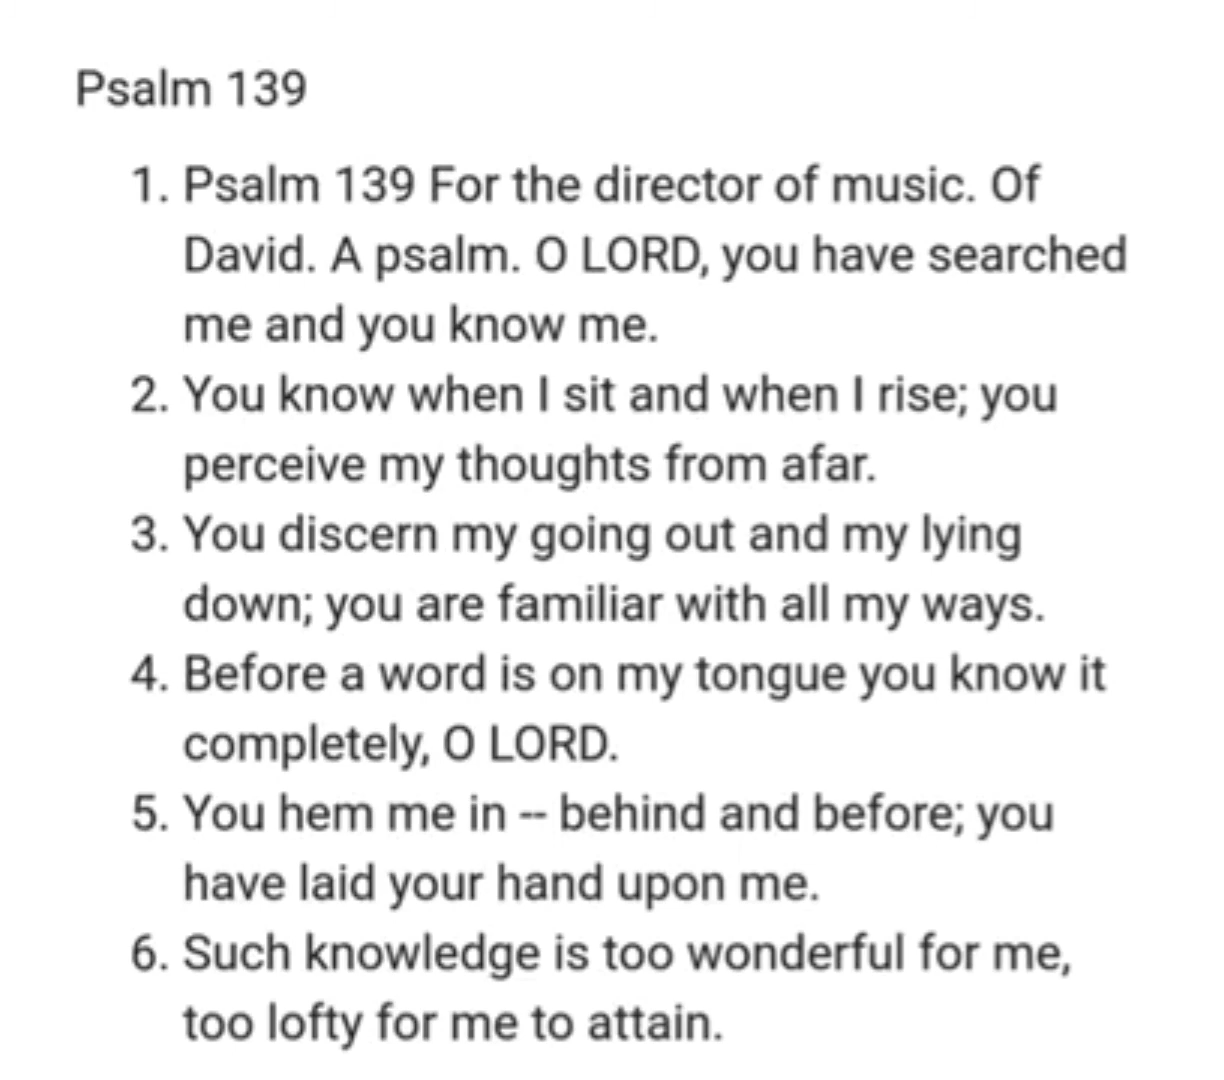 Psalm 139
1. Psalm 139 For the director of music. Of
David. A psalm. O LORD, you have searched
me and you know me.
2. You know when I sit and when I rise; you
perceive my thoughts from afar.
3. You discern my going out and my lying
down; you are familiar with all my ways.
4. Before a word is on my tongue you know it
completely, O LORD.
5. You hem me in -- behind and before; you
have laid your hand upon me.
6. Such knowledge is too wonderful for me,
too lofty for me to attain.